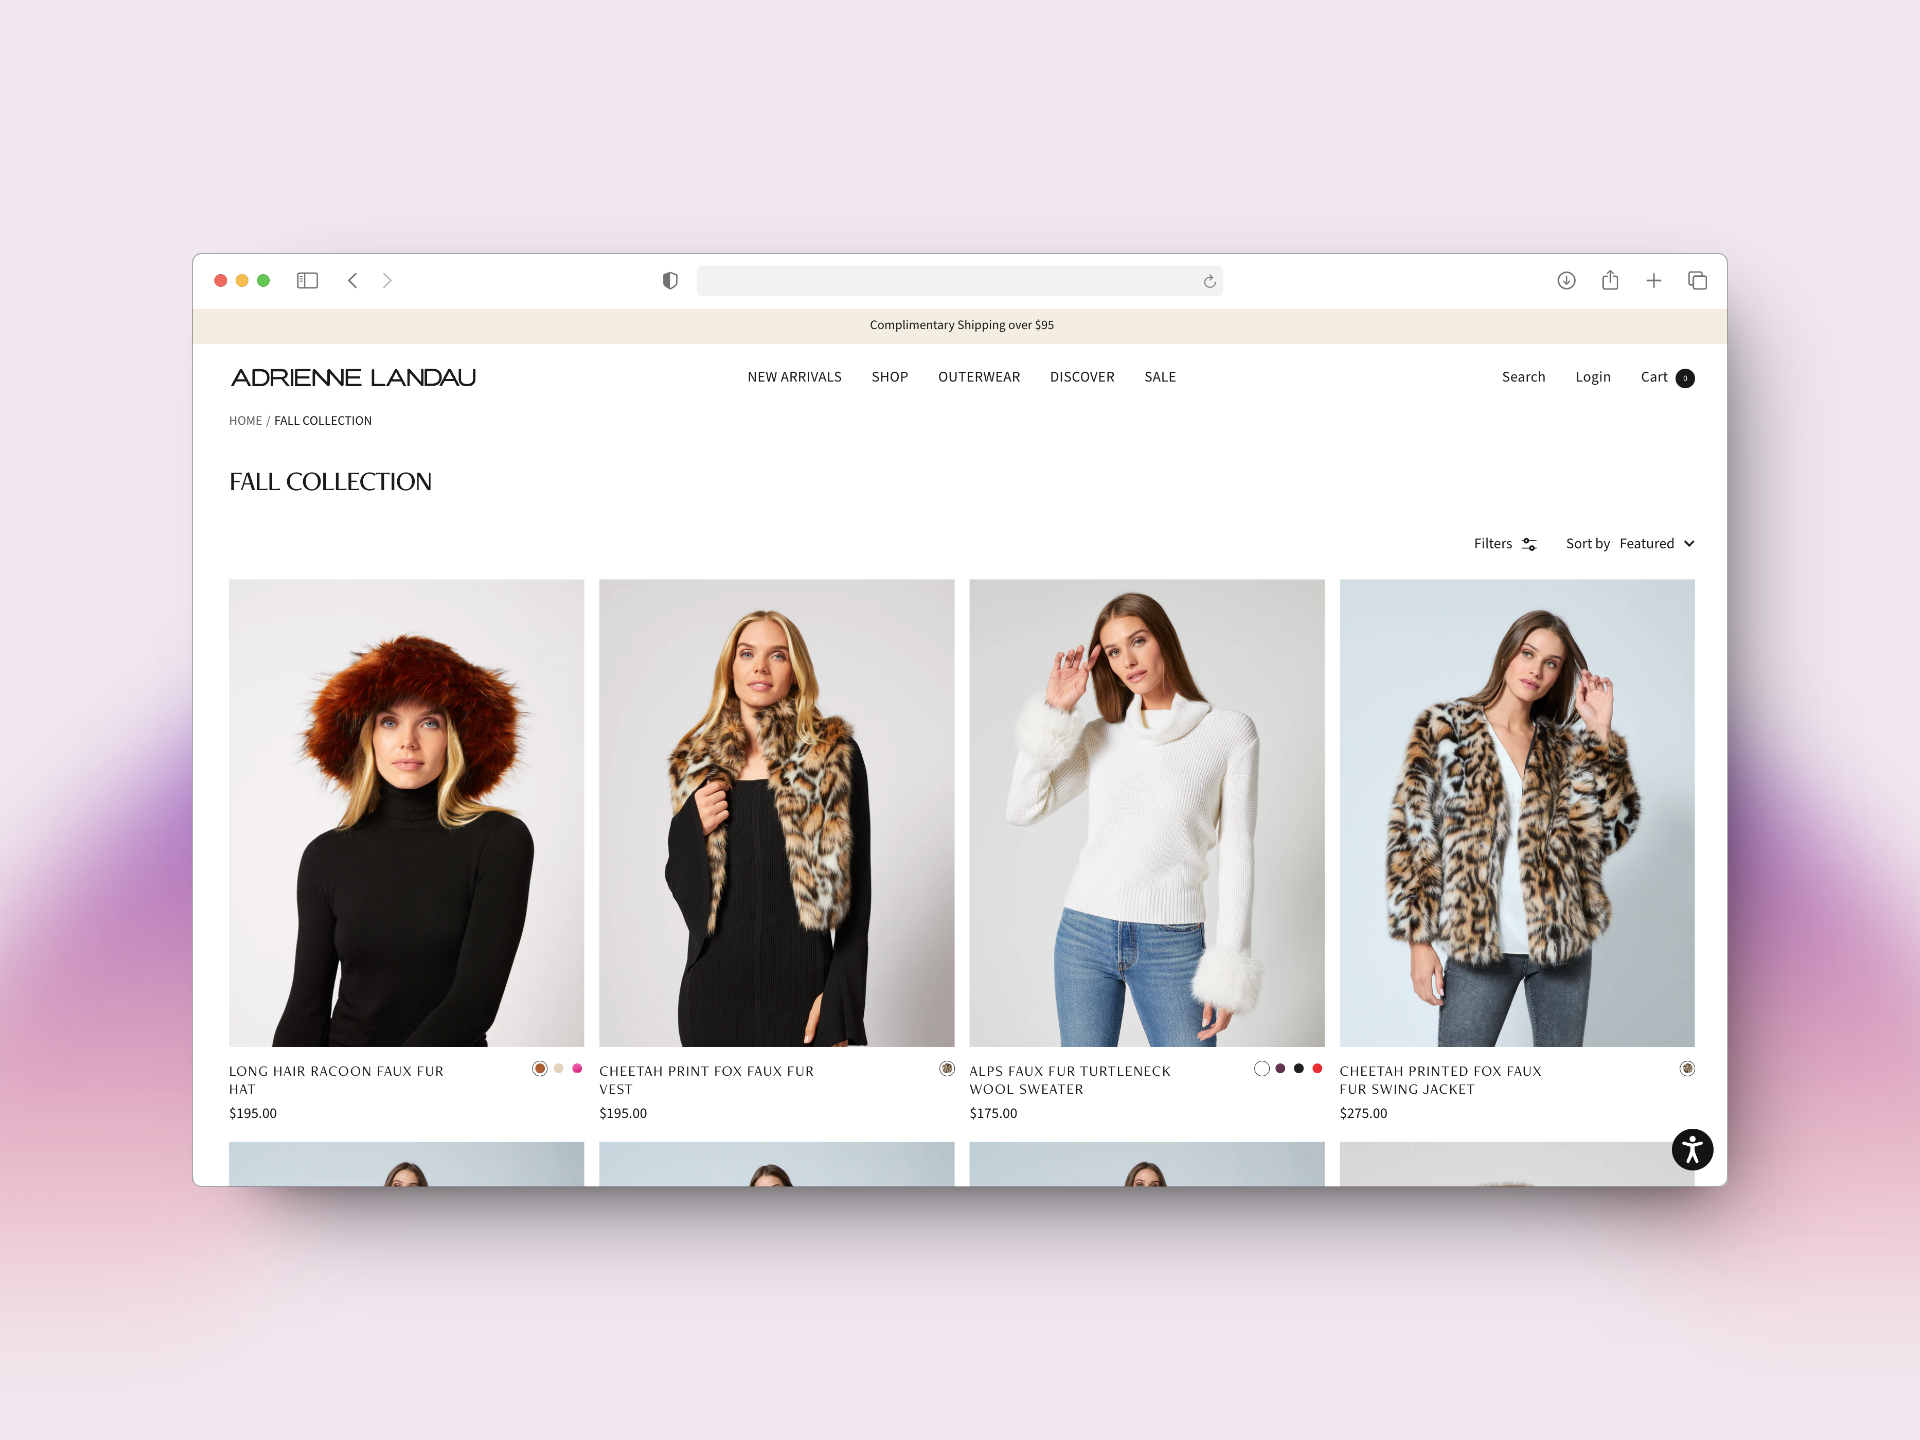 Complimentary Shipping over $95
ADRIENNE LANDAU
NEW ARRIVALS SHOP OUTERWEAR DISCOVER SALE
Search Login Cart 0
HOME / FALL COLLECTION
FALL COLLECTION
Filters Sort by Featured
LONG HAIR RACOON FAUX FUR
HAT
$195.00
CHEETAH PRINT FOX FAUX FUR
VEST
$195.00
ALPS FAUX FUR TURTLENECK
WOOL SWEATER
$175.00
CHEETAH PRINTED FOX FAUX
FUR SWING JACKET
$275.00